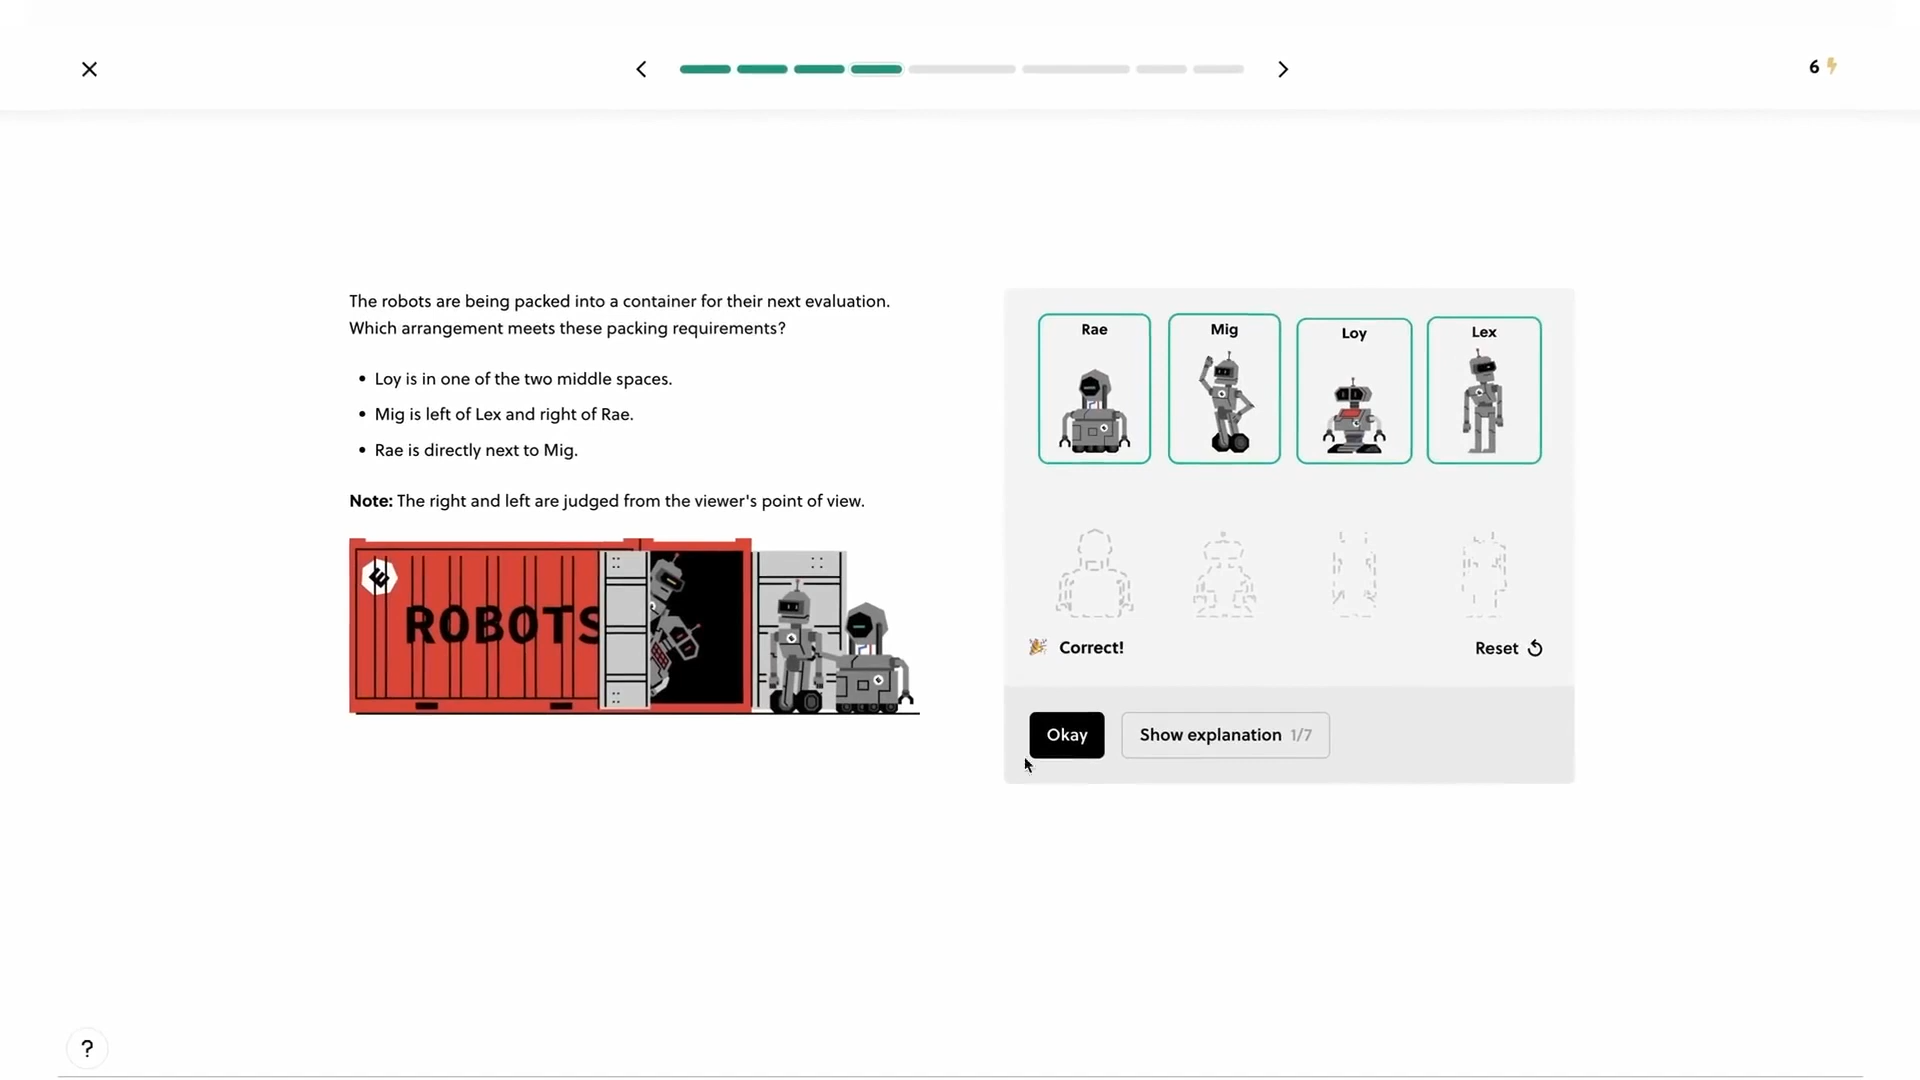 6
The robots are being packed into a container for their next evaluation.
Which arrangement meets these packing requirements?
• Loy is in one of the two middle spaces.
• Mig is left of Lex and right of Rae.
• Rae is directly next to Mig.
Note: The right and left are judged from the viewer's point of view.
E
ROBOTS
Rae
Mig
Loy
Lex
Correct!
Reset
Okay
Show explanation 1/7
?